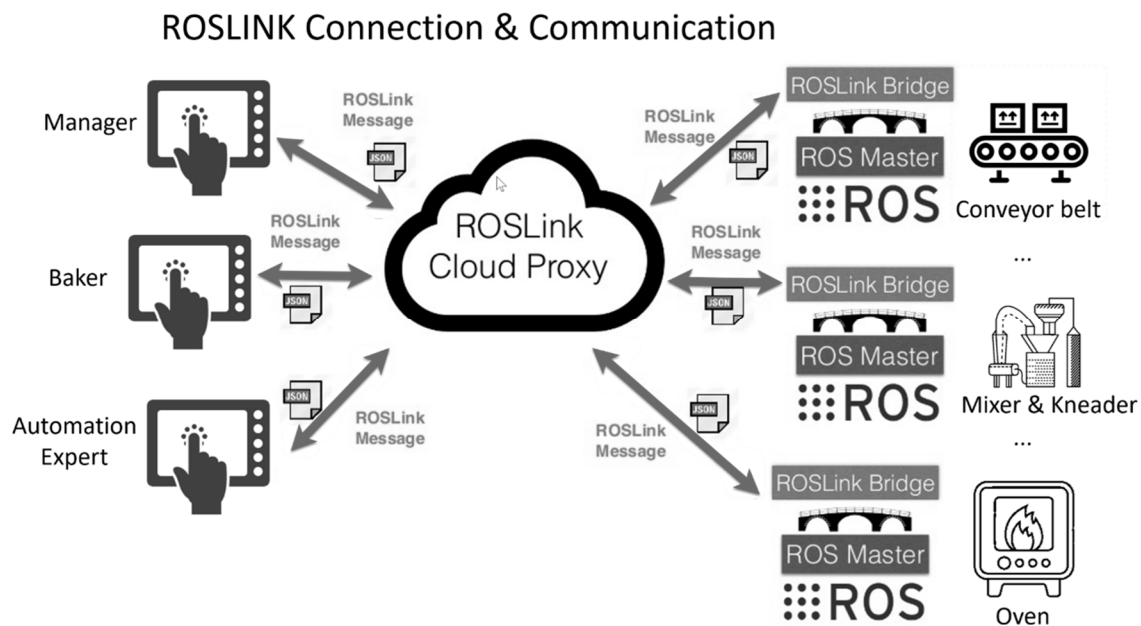 ROSLINK Connection & Communication
Manager
ROSLink
Message
JSON
Baker
ROSLink
Message
JSON
Automation
Expert
JSON
ROSLink
Message
ROSLink
Cloud Proxy
ROSLink
Message
JSON
ROSLink Bridge
ROS Master
ROS
Conveyor belt
...
ROSLink
Message
JSON
ROSLink Bridge
ROS Master
ROS
Mixer & Kneader
...
JSON
ROSLink
Message
ROSLink Bridge
ROS Master
ROS
Oven